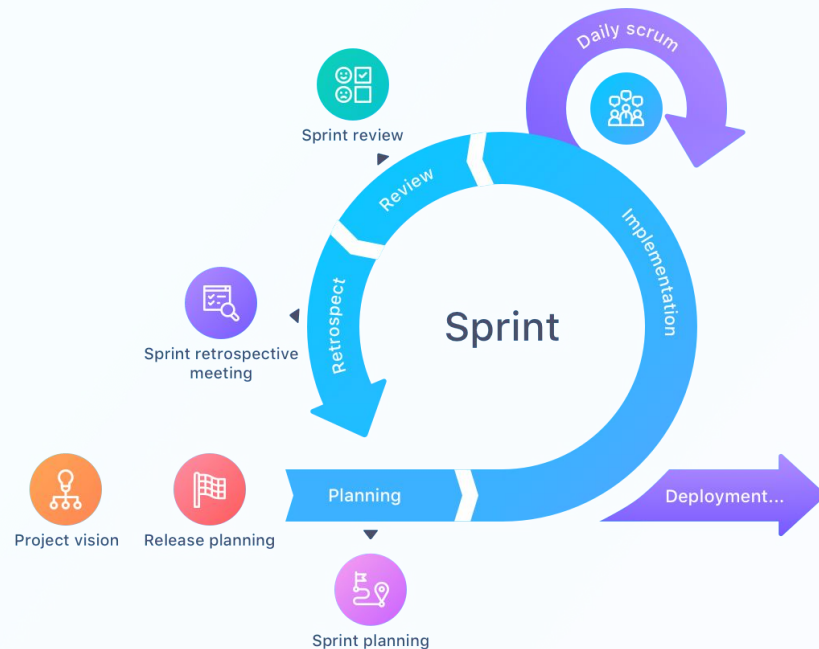 Daily scrum
Sprint review
Review
Implementation
Retrospect
Sprint
Sprint retrospective
meeting
Planning
Deployment...
Project vision
Release planning
Sprint planning